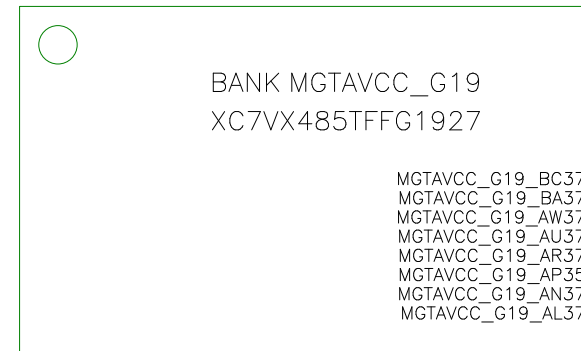 BANK MGTAVCC_G19
XC7VX485TFFG1927
MGTAVCC_G19_BC37
MGTAVCC_G19_BA37
MGTAVCC_G19_AW37
MGTAVCC_G19_AU37
MGTAVCC_G19_AR37
MGTAVCC_G19_AP35
MGTAVCC_G19_AN37
MGTAVCC_G19_AL37